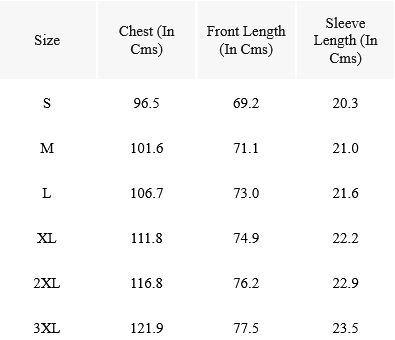 Size Chest (In Cms) Front Length (In Cms) Sleeve Length (In Cms)
S 96.5 69.2 20.3
M 101.6 71.1 21.0
L 106.7 73.0 21.6
XL 111.8 74.9 22.2
2XL 116.8 76.2 22.9
3XL 121.9 77.5 23.5